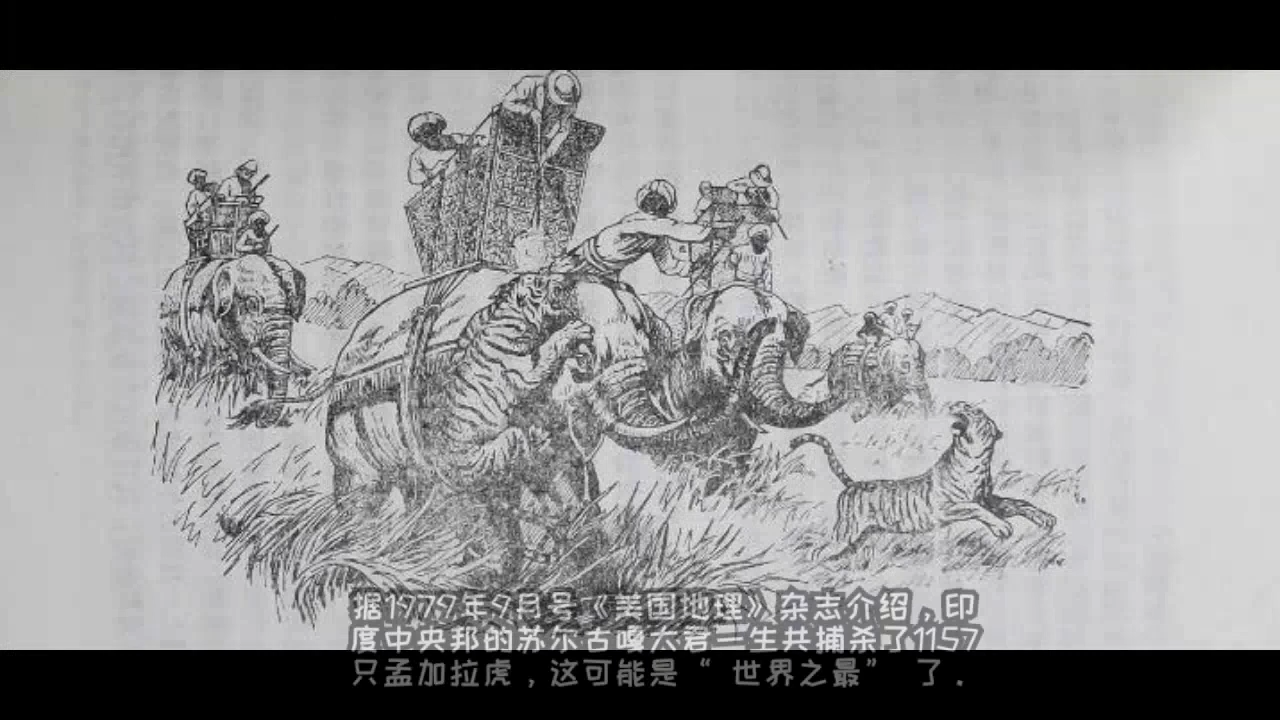 据1979年9月号《美国地理》杂志介绍，印
度中央邦的苏尔古嘎大君一生共捕杀了1157
只孟加拉虎，这可能是“世界之最” 了．